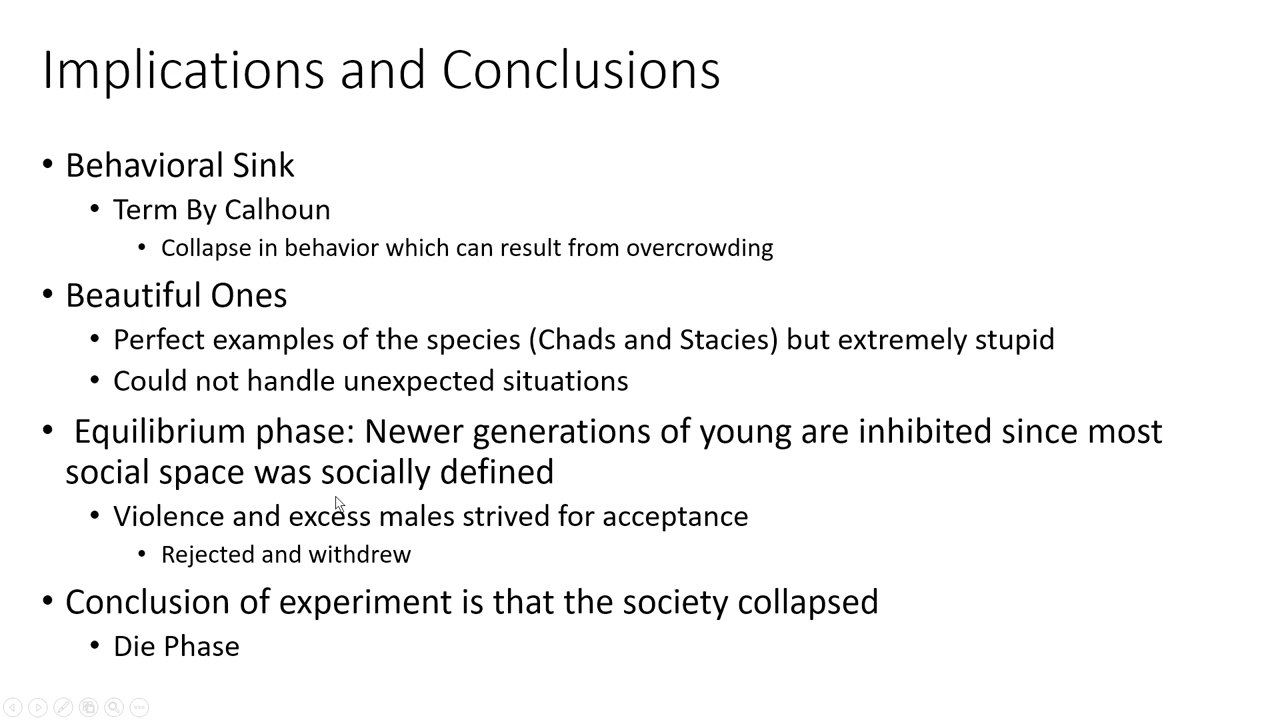 Implications and Conclusions
• Behavioral Sink
• Term By Calhoun
• Collapse in behavior which can result from overcrowding
• Beautiful Ones
• Perfect examples of the species (Chads and Stacies) but extremely stupid
• Could not handle unexpected situations
• Equilibrium phase: Newer generations of young are inhibited since most
social space was socially defined
• Violence and excess males strived for acceptance
• Rejected and withdrew
• Conclusion of experiment is that the society collapsed
• Die Phase